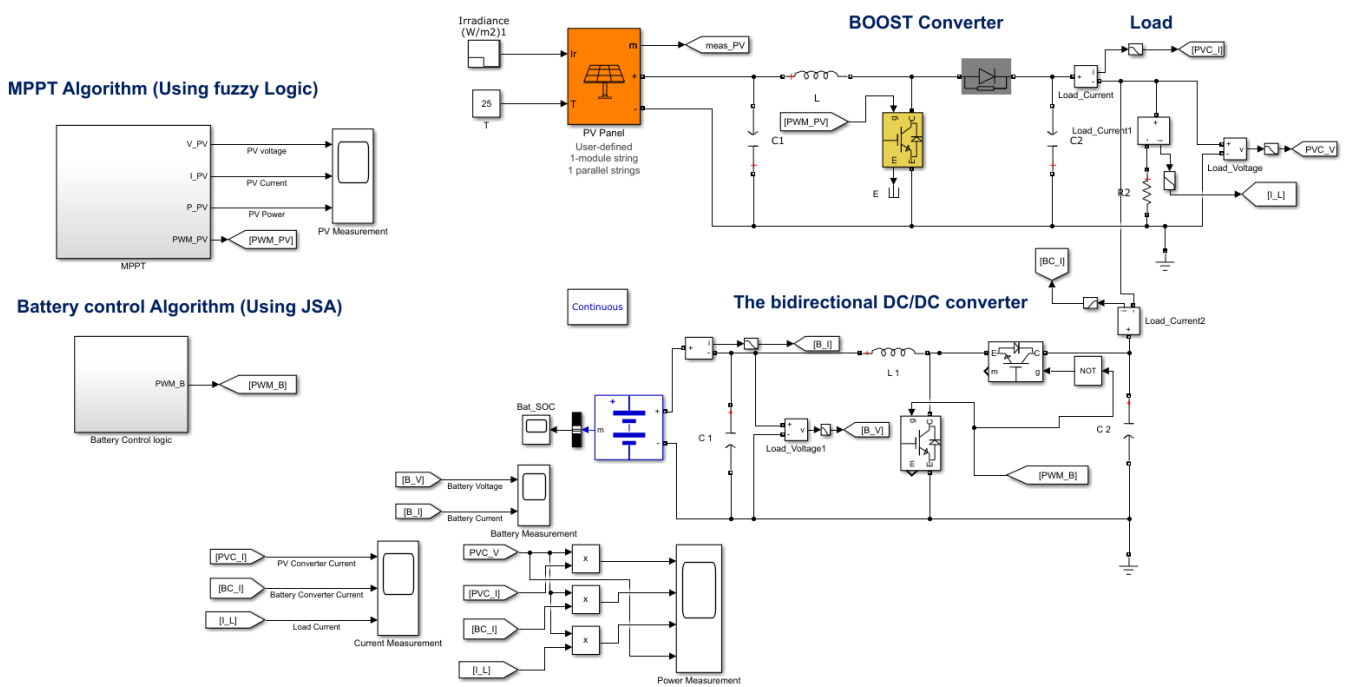 Irradiance
(W/m2)1
BOOST Converter
Load
Ir
m
meas_PV
i
[PVC_I]
+
-
Load_Current
MPPT Algorithm (Using fuzzy Logic)
+
25
T
T
-
PV Panel
User-defined
1-module string
1 parallel strings
L
[PWM_PV]
g
C
m
E
E
C1
C2
Load_Current1
+
-
i
R2
+
-
v
Load_Voltage
PVC_V
[I_L]
V_PV
PV voltage
I_PV
PV Current
P_PV
PV Power
PWM_PV
[PWM_PV]
PV Measurement
MPPT
[BC_I]
Battery control Algorithm (Using JSA)
Continuous
The bidirectional DC/DC converter
i
-
+
Load_Current2
+
i
-
[B_I]
L 1
E
C
m
g
NOT
PWM_B
[PWM_B]
Battery Control logic
Bat_SOC
m
+
+
-
C 1
+
-
v
Load_Voltage1
[B_V]
g
C
m
E
C 2
[PWM_B]
[B_V]
Battery Voltage
[B_I]
Battery Current
Battery Measurement
[PVC_I]
PV Converter Current
[BC_I]
Battery Converter Current
[I_L]
Load Current
Current Measurement
PVC_V
x
[PVC_I]
x
[BC_I]
x
[I_L]
Power Measurement